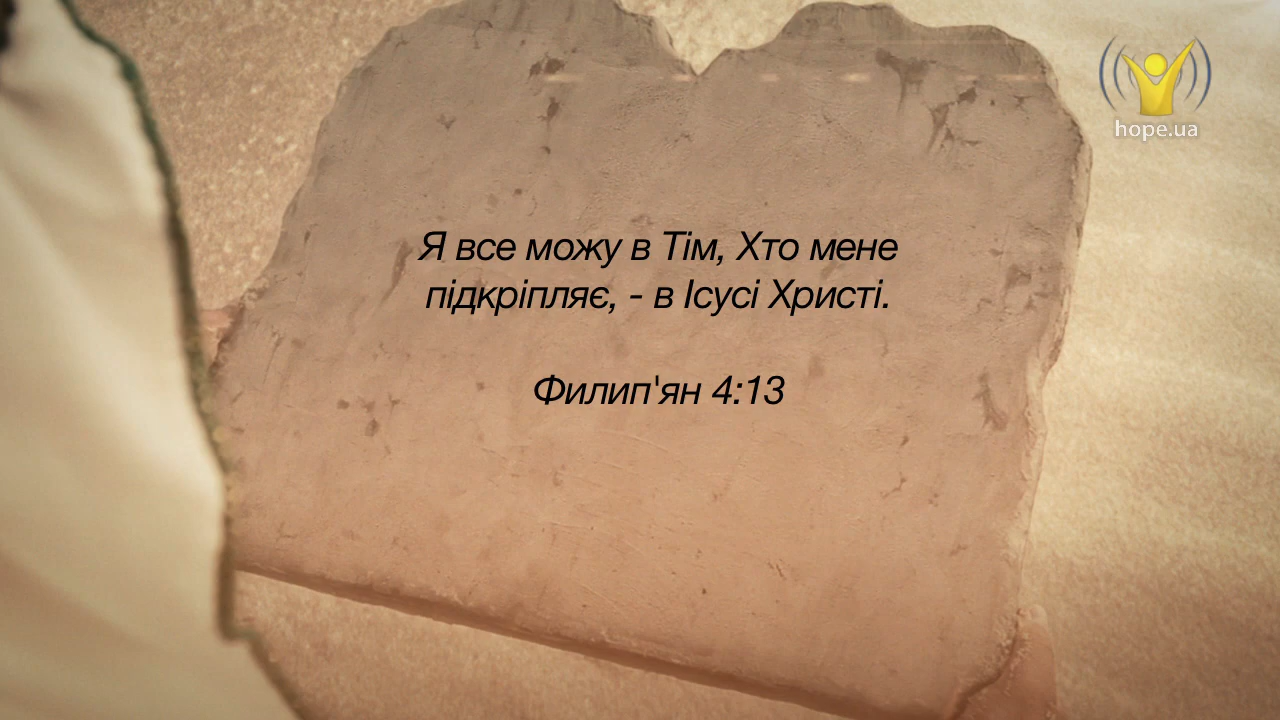 hope.ua
Я все можу в Тім, Хто мене
підкріпляє, - в Ісусі Христі.
Филип'ян 4:13